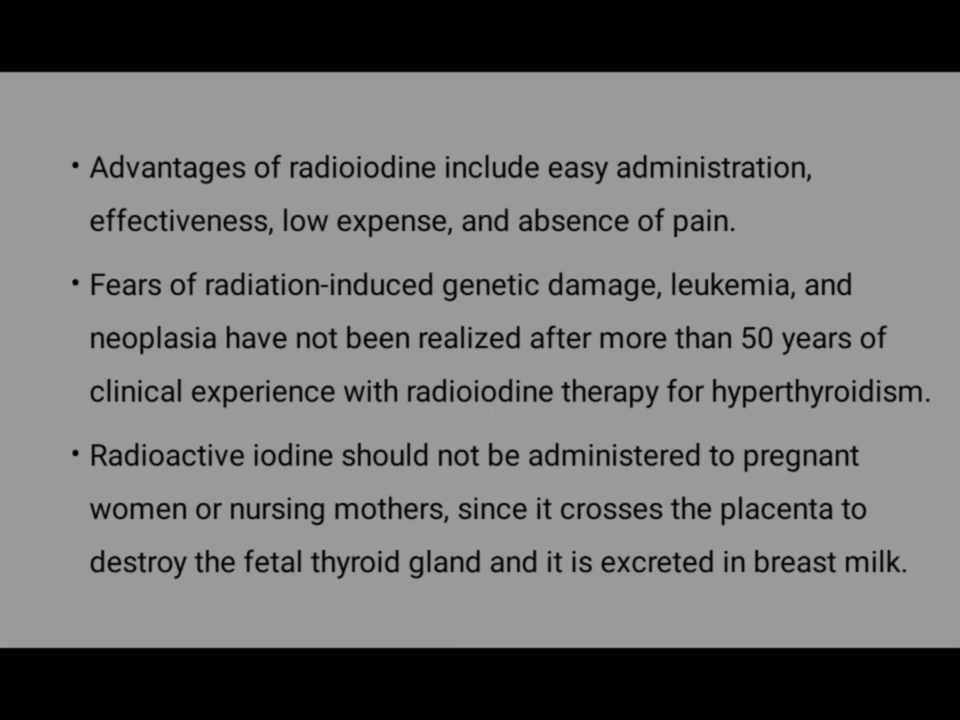 • Advantages of radioiodine include easy administration,
effectiveness, low expense, and absence of pain.
• Fears of radiation-induced genetic damage, leukemia, and
neoplasia have not been realized after more than 50 years of
clinical experience with radioiodine therapy for hyperthyroidism.
• Radioactive iodine should not be administered to pregnant
women or nursing mothers, since it crosses the placenta to
destroy the fetal thyroid gland and it is excreted in breast milk.